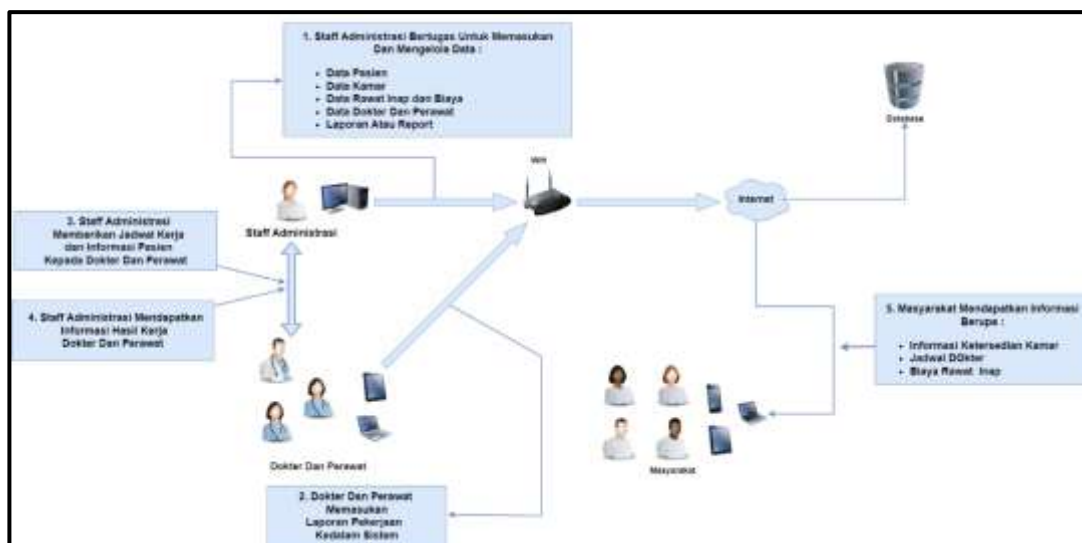 1. Staff Administrasi Bertugas Untuk Memasukan
Dan Mengelola Data :
• Data Pasien
• Data Kamar
• Data Rawat Inap dan Biaya
• Data Dokter Dan Perawat
• Laporan Atau Report
Database
Wifi
Internet
Staff Administrasi
3. Staff Administrasi
Memberikan Jadwal Kerja
dan Informasi Pasien
Kepada Dokter Dan Perawat
4. Staff Administrasi Mendapatkan
Informasi Hasil Kerja
Dokter Dan Perawat
5. Masyarakat Mendapatkan Informasi
Berupa :
• Informasi Ketersedian Kamar
• Jadwal DOkter
• Biaya Rawat Inap
Dokter Dan Perawat
Masyarakat
2. Dokter Dan Perawat
Memasukan
Laporan Pekerjaan
Kedalam Sistem